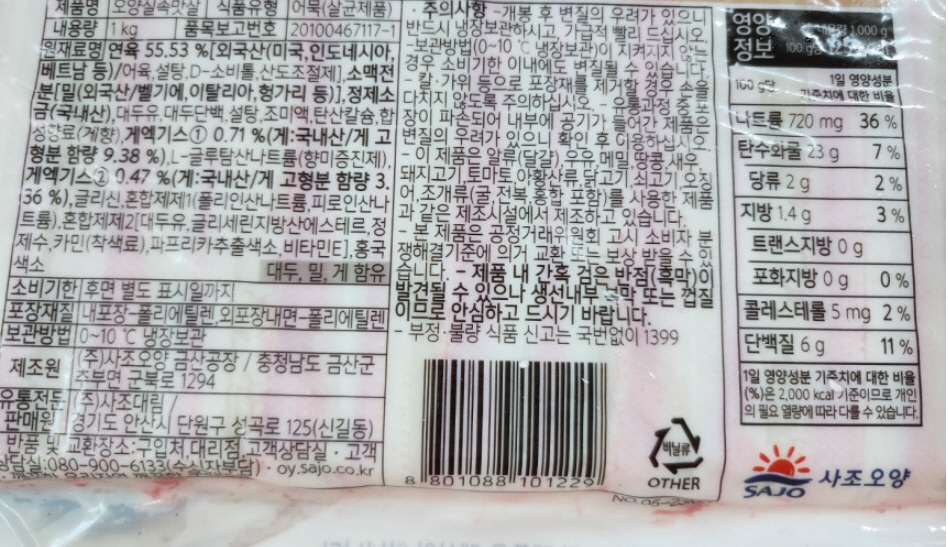 제품명 오양실속맛살 식품유형 어묵(살균제품)
내용량 1 kg 품목보고번호 20100467117-1
원재료명 연육 55.53 %[외국산(미국,인도네시아,
베트남 등)/어육,설탕,D-소비톨,산도조절제],소맥전
분[밀(외국산/벨기에,이탈리아,헝가리 등)],정제소
금(국내산),대두유,대두단백,설탕,조미액,탄산칼슘,합
성향료(게향),게엑기스① 0.71 %(게:국내산/게 고
형분 함량 9.38 %),L-글루탐산나트륨(향미증진제),
게엑기스② 0.47 %(게:국내산/게 고형분 함량 3.
36 %),글리신,혼합제제1(폴리인산나트륨,피로인산나
트륨),혼합제제2[대두유,글리세린지방산에스테르,정
제수,카민(착색료),파프리카추출색소,비타민E],홍국
색소
대두, 밀, 게 함유
소비기한 후면 별도 표시일까지
포장재질 내포장-폴리에틸렌,외포장내면-폴리에틸렌
보관방법 0~10 ℃ 냉장보관
제조원 (주)사조오양 금산공장 / 충청남도 금산군
추부면 군북로 1294
유통전문 (주)사조대림/
판매원 경기도 안산시 단원구 성곡로 125(신길동)
반품 및 교환장소:구입처,대리점,고객상담실 · 고객
상담실:080-900-6133(수신자부담) · oy.sajo.co.kr
· 주의사항 -개봉 후 변질의 우려가 있으니
반드시 냉장보관하시고, 가급적 빨리 드십시오.
-보관방법(0~10 ℃ 냉장보관)이 지켜지지 않는
경우 소비기한 이내에도 변질될 수 있습니다.
- 칼·가위 등으로 포장재를 제거할 경우 손을
다치지 않도록 주의하십시오. - 유통과정 중 포
장이 파손되어 내부에 공기가 들어가 제품이
변질의 우려가 있으니 확인 후 이용하십시오.
- 이 제품은 알류(달걀),우유,메밀,땅콩,새우,
돼지고기,토마토,아황산류,닭고기,쇠고기,오징
어,조개류(굴,전복,홍합 포함)를 사용한 제품
과 같은 제조시설에서 제조하고 있습니다.
- 본 제품은 공정거래위원회 고시 소비자 분
쟁해결기준에 의거 교환 또는 보상 받을 수 있
습니다. - 제품 내 간혹 검은 반점(흑막)이
발견될 수 있으나 생선내부 흑막 또는 껍질
이므로 안심하고 드시기 바랍니다.
- 부정·불량 식품 신고는 국번없이 1399
8 801088 101229
비닐류
OTHER
영양
정보
1,000 g
100 g
100 g당 1일 영양성분
기준치에 대한 비율
나트륨 720 mg 36 %
탄수화물 23 g 7 %
당류 2 g 2 %
지방 1.4 g 3 %
트랜스지방 0 g
포화지방 0 g 0 %
콜레스테롤 5 mg 2 %
단백질 6 g 11 %
1일 영양성분 기준치에 대한 비율
(%)은 2,000 kcal 기준이므로 개인
의 필요 열량에 따라 다를 수 있습니다.
SAJO 사조오양